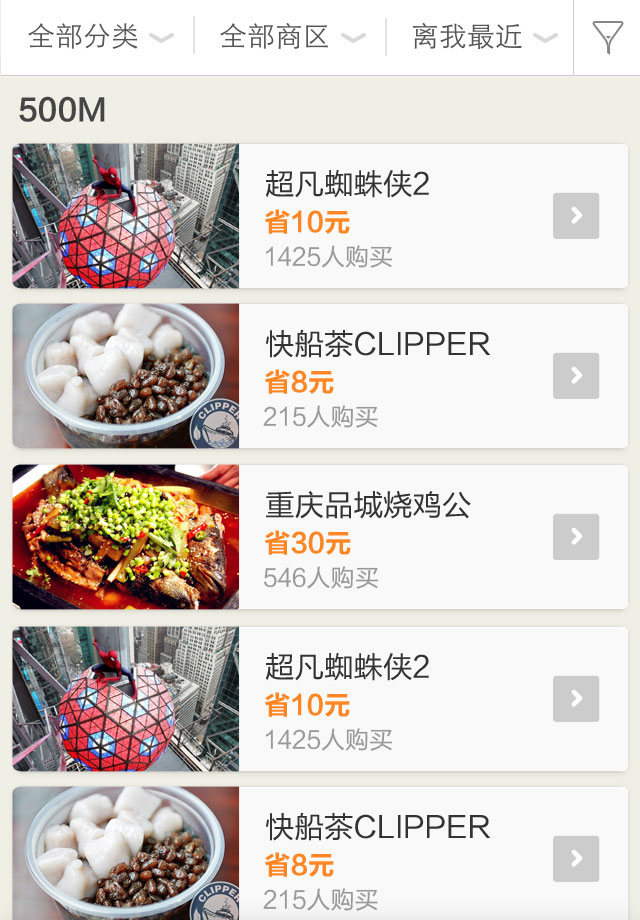 全部分类
全部商区
离我最近
500M
超凡蜘蛛侠2
省10元
1425人购买
CLIPPER
快船茶CLIPPER
省8元
215人购买
重庆品城烧鸡公
省30元
546人购买
超凡蜘蛛侠2
省10元
1425人购买
CLIPPER
快船茶CLIPPER
省8元
215人购买